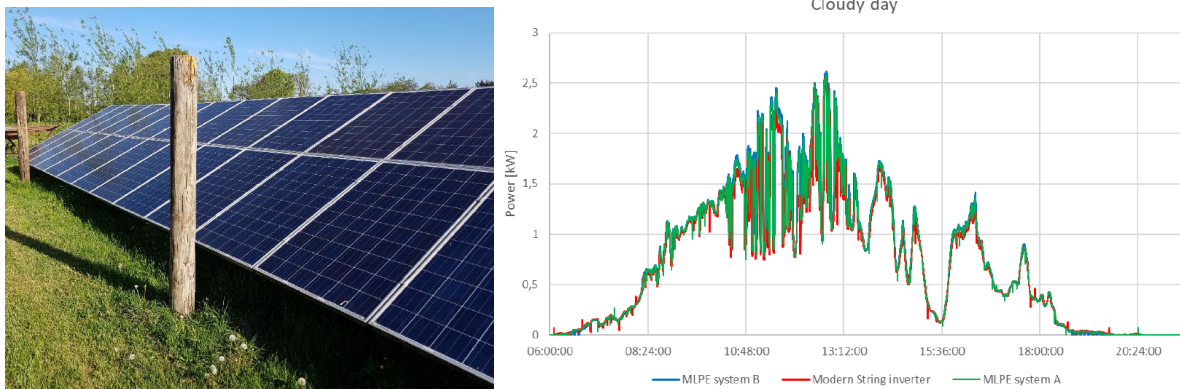 Cloudy day
3
2,5
2
1,5
1
0,5
0
Power [kW]
06:00:00 08:24:00 10:48:00 13:12:00 15:36:00 18:00:00 20:24:00
MLPE system B Modern String inverter MLPE system A